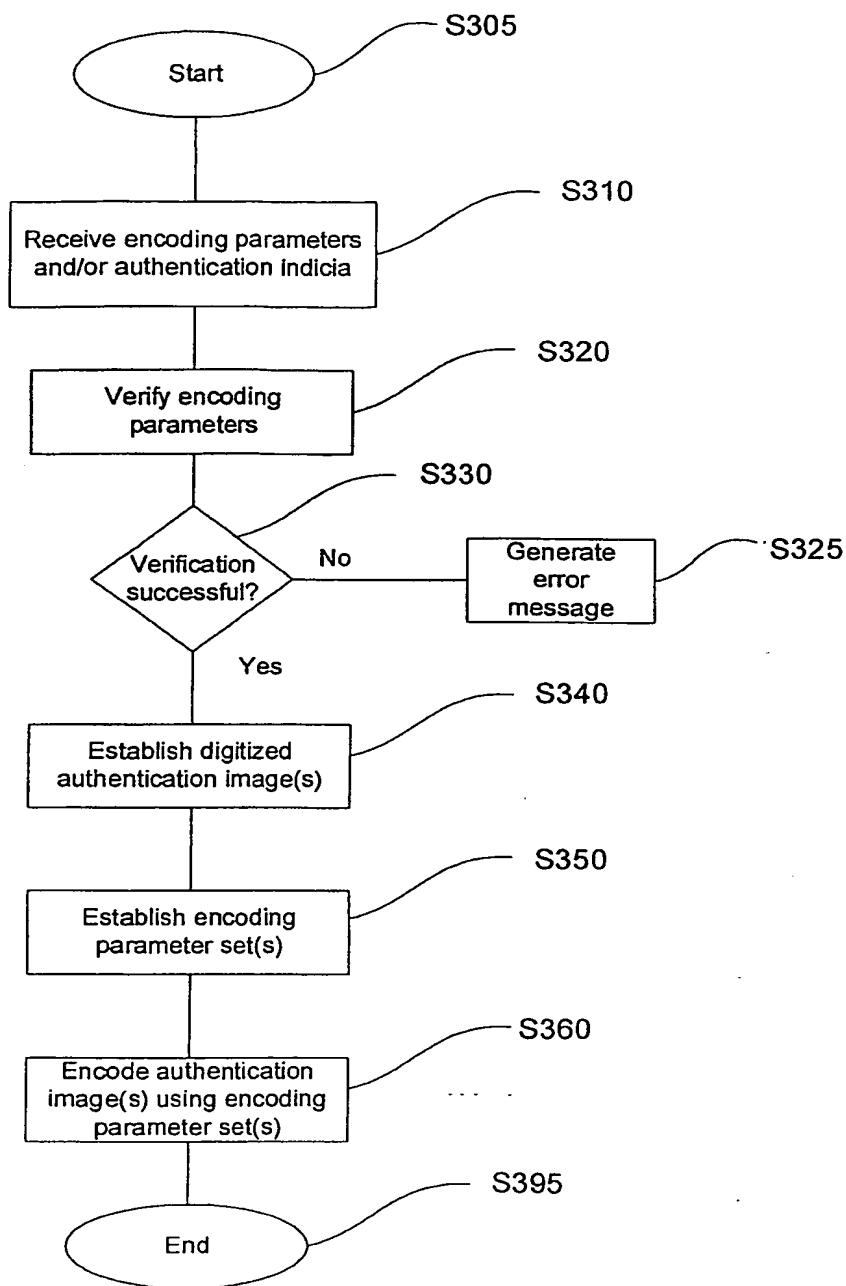 S305
Start
S310
Receive encoding parameters
and/or authentication indicia
S320
Verify encoding
parameters
S330
Verification
successful?
No
Generate
error
message
S325
Yes
S340
Establish digitized
authentication image(s)
S350
Establish encoding
parameter set(s)
S360
Encode authentication
image(s) using encoding
parameter set(s)
S395
End